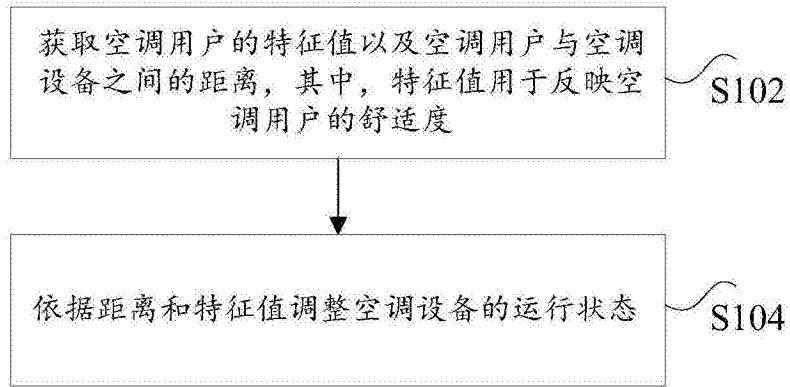 获取空调用户的特征值以及空调用户与空调
设备之间的距离，其中，特征值用于反映空
调用户的舒适度
S102
依据距离和特征值调整空调设备的运行状态
S104